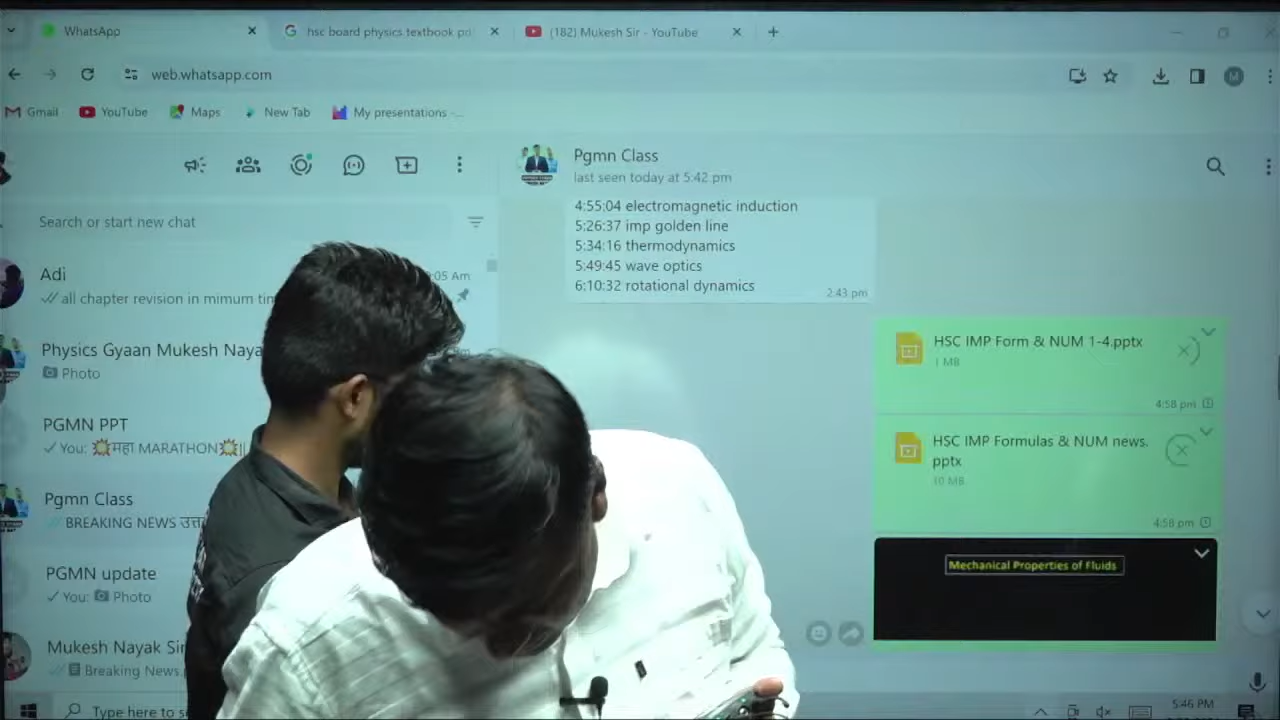 WhatsApp
hsc board physics textbook pd
(182) Mukesh Sir - YouTube
web.whatsapp.com
M
Gmail
YouTube
Maps
New Tab
My presentations -...
Pgmn Class
last seen today at 5:42 pm
Search or start new chat
4:55:04 electromagnetic induction
5:26:37 imp golden line
5:34:16 thermodynamics
5:49:45 wave optics
6:10:32 rotational dynamics
2:43 pm
Adi
:05 Am
all chapter revision in mimum tim
Physics Gyaan Mukesh Naya
Photo
PGMN PPT
You: 💥महा MARATHON💥||
Pgmn Class
BREAKING NEWS
PGMN update
You: Photo
Mukesh Nayak Sir
Breaking News.
HSC IMP Form & NUM 1-4.pptx
1 MB
4:58 pm
HSC IMP Formulas & NUM news.
pptx
10 MB
4:58 pm
Mechanical Properties of Fluids
Type here to s
5:46 PM